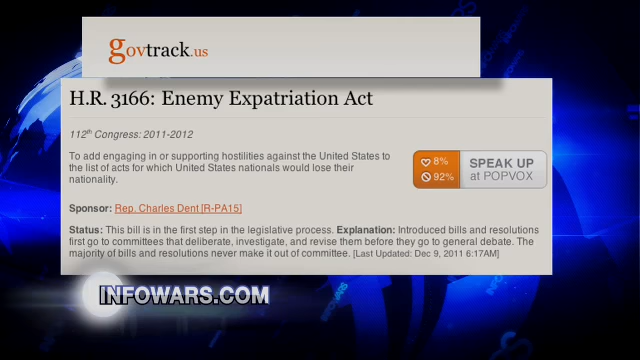 govtrack.us
H.R. 3166: Enemy Expatriation Act
112th Congress: 2011-2012
To add engaging in or supporting hostilities against the United States to
the list of acts for which United States nationals would lose their
nationality.
8%
92%
SPEAK UP
at POPVOX
Sponsor: Rep. Charles Dent [R-PA15]
Status: This bill is in the first step in the legislative process. Explanation: Introduced bills and resolutions
first go to committees that deliberate, investigate, and revise them before they go to general debate. The
majority of bills and resolutions never make it out of committee. [Last Updated: Dec 9, 2011 6:17AM]
INFOWARS.COM